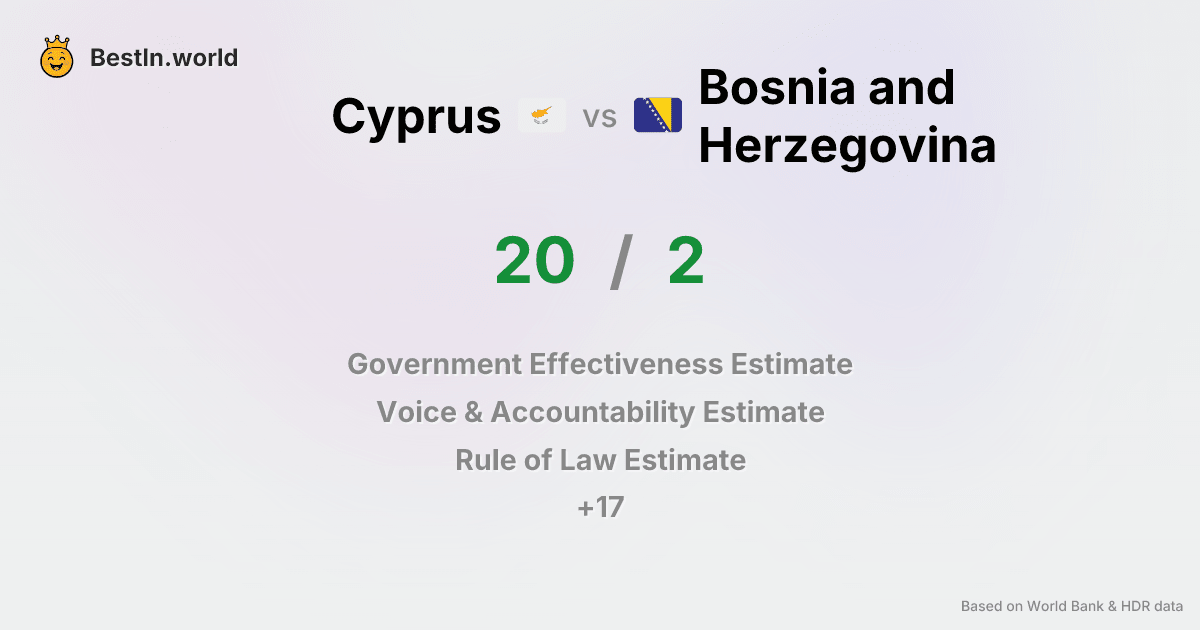 BestIn.world
Cyprus vs Bosnia and
Herzegovina
20 / 2
Government Effectiveness Estimate
Voice & Accountability Estimate
Rule of Law Estimate
+17
Based on World Bank & HDR data